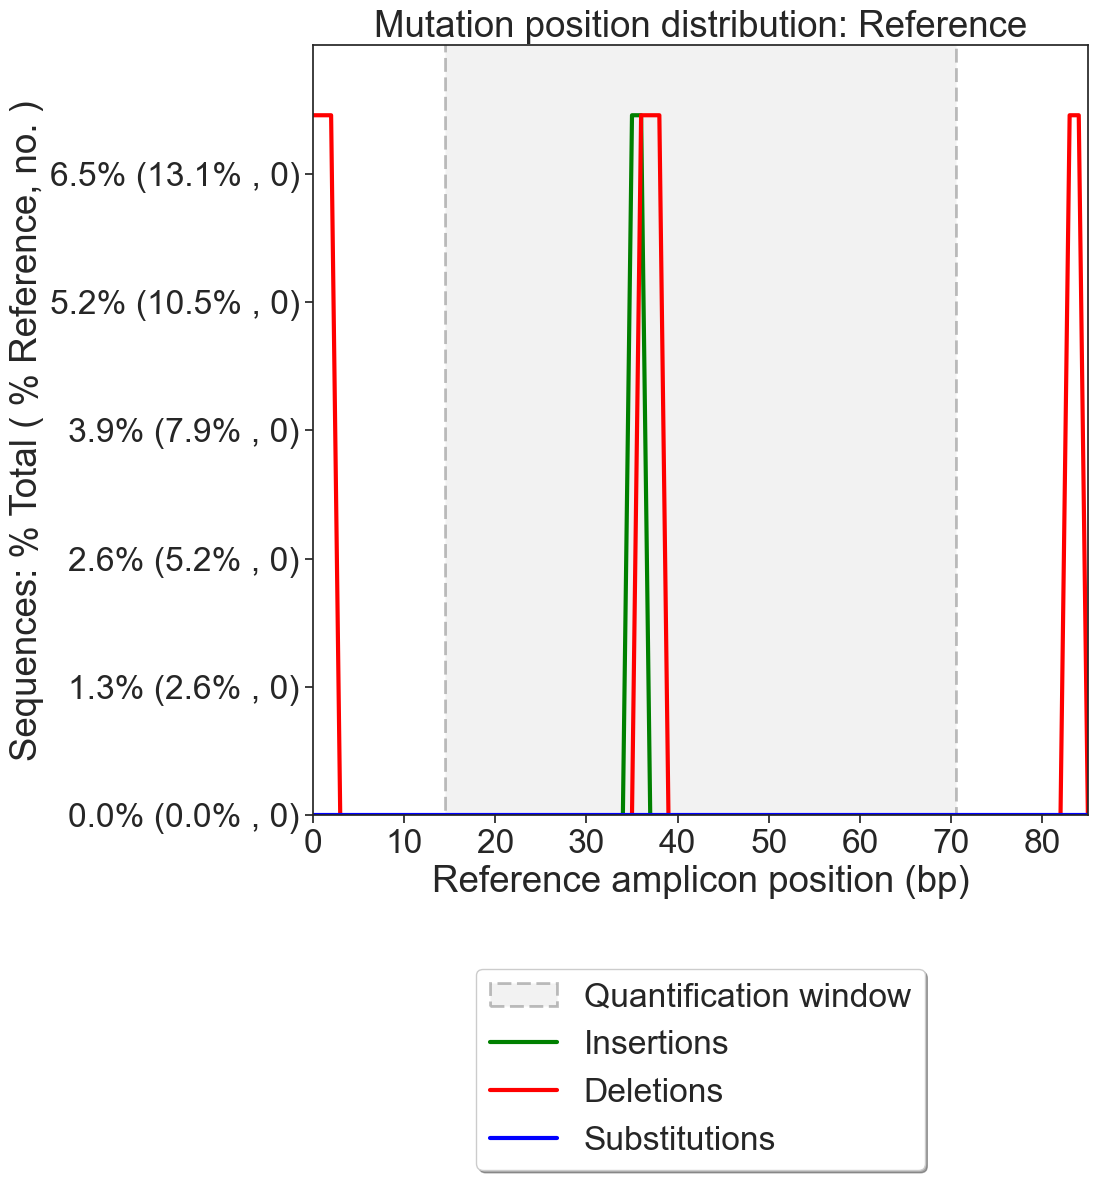 Mutation position distribution: Reference
Sequences: % Total ( % Reference, no. )
6.5% (13.1% , 0)
5.2% (10.5% , 0)
3.9% (7.9% , 0)
2.6% (5.2% , 0)
1.3% (2.6% , 0)
0.0% (0.0% , 0)
0 10 20 30 40 50 60 70 80
Reference amplicon position (bp)
Quantification window
Insertions
Deletions
Substitutions